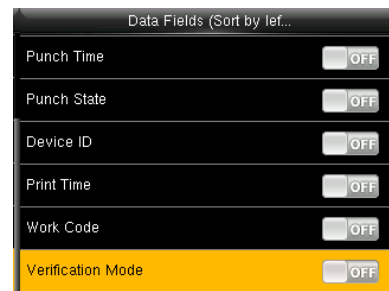 Data Fields (Sort by lef...
Punch Time OFF
Punch State OFF
Device ID OFF
Print Time OFF
Work Code OFF
Verification Mode OFF